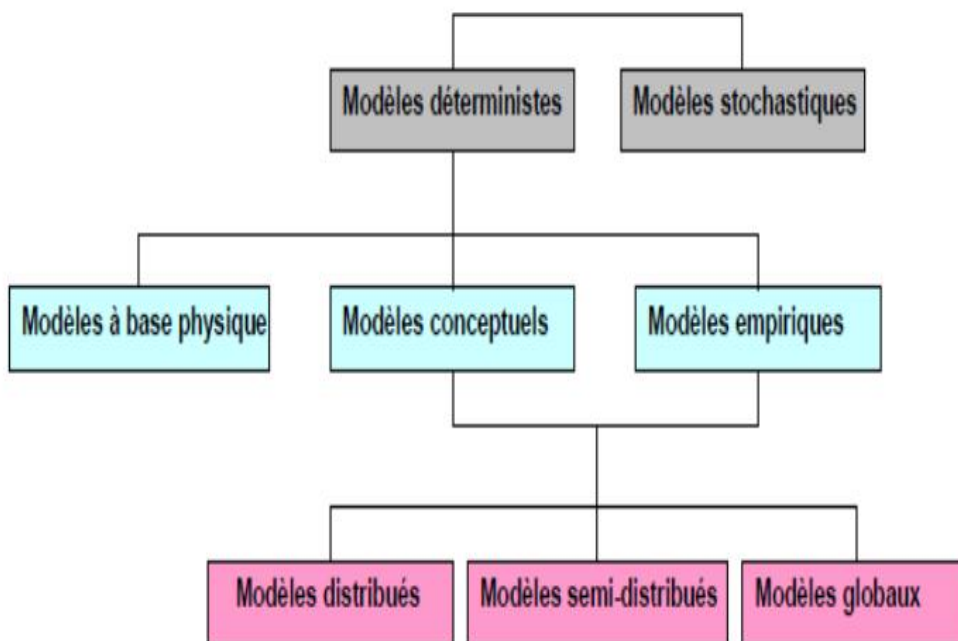 Modèles déterministes
Modèles stochastiques
Modèles à base physique
Modèles conceptuels
Modèles empiriques
Modèles distribués
Modèles semi-distribués
Modèles globaux